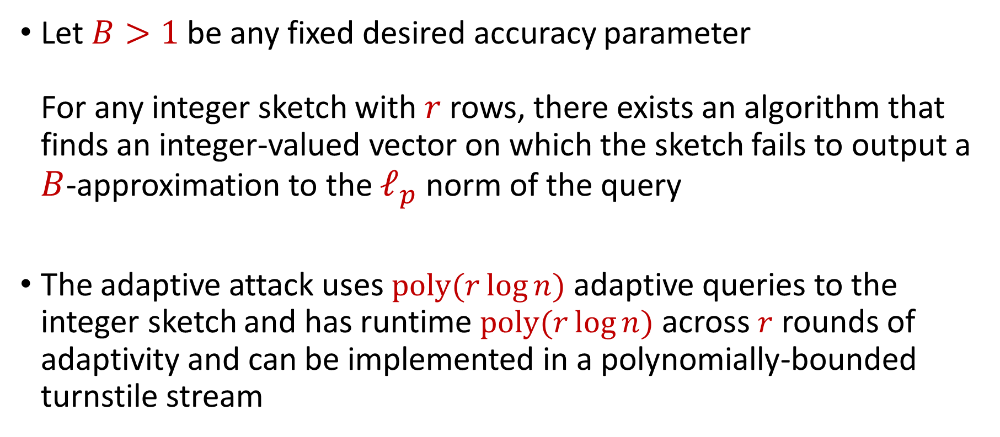 • Let B > 1 be any fixed desired accuracy parameter
For any integer sketch with r rows, there exists an algorithm that
finds an integer-valued vector on which the sketch fails to output a
B-approximation to the ℓₚ norm of the query
• The adaptive attack uses poly(r log n) adaptive queries to the
integer sketch and has runtime poly(r log n) across r rounds of
adaptivity and can be implemented in a polynomially-bounded
turnstile stream